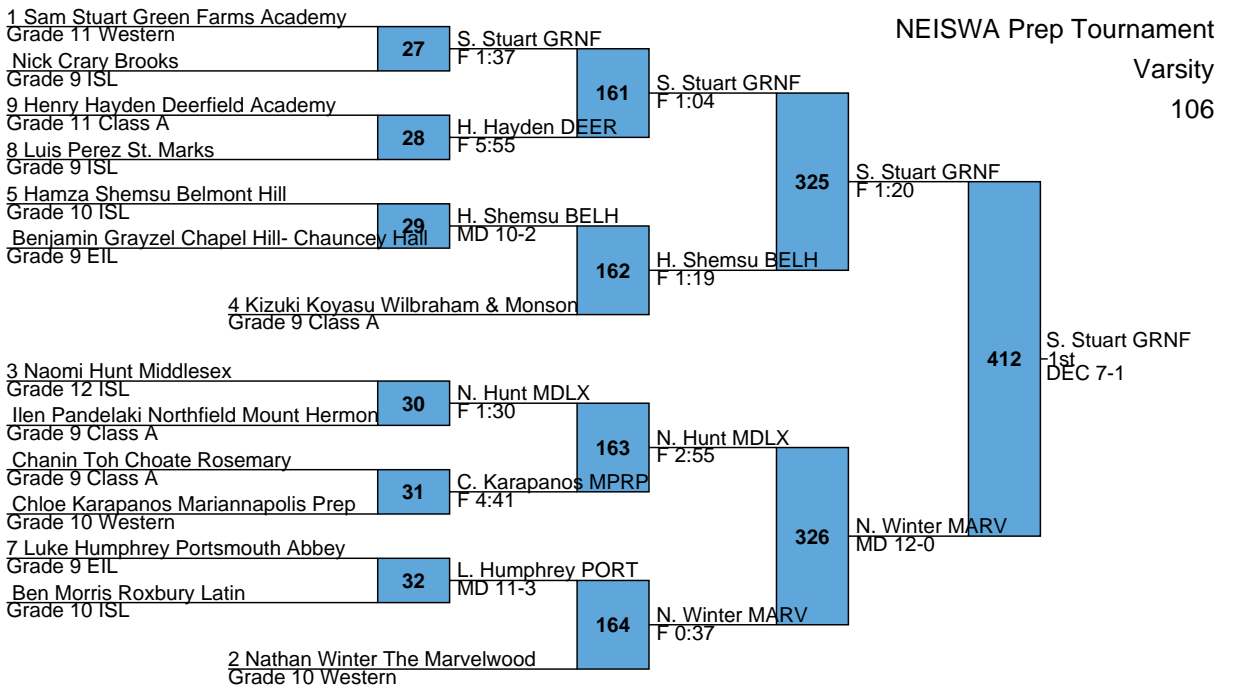 NEISWA Prep Tournament
Varsity
106
1 Sam Stuart Green Farms Academy
Grade 11 Western
Nick Crary Brooks
Grade 9 ISL
9 Henry Hayden Deerfield Academy
Grade 11 Class A
8 Luis Perez St. Marks
Grade 9 ISL
5 Hamza Shemsu Belmont Hill
Grade 10 ISL
Benjamin Grayzel Chapel Hill- Chauncey Hall
Grade 9 EIL
4 Kizuki Koyasu Wilbraham & Monson
Grade 9 Class A
3 Naomi Hunt Middlesex
Grade 12 ISL
Ilen Pandelaki Northfield Mount Hermon
Grade 9 Class A
Chanin Toh Choate Rosemary
Grade 9 Class A
Chloe Karapanos Mariannapolis Prep
Grade 10 Western
7 Luke Humphrey Portsmouth Abbey
Grade 9 EIL
Ben Morris Roxbury Latin
Grade 10 ISL
2 Nathan Winter The Marvelwood
Grade 10 Western
27
28
29
30
31
32
S. Stuart GRNF
F 1:37
H. Hayden DEER
F 5:55
H. Shemsu BELH
MD 10-2
N. Hunt MDLX
F 1:30
C. Karapanos MPRP
F 4:41
L. Humphrey PORT
MD 11-3
161
162
163
164
S. Stuart GRNF
F 1:04
H. Shemsu BELH
F 1:19
N. Hunt MDLX
F 2:55
N. Winter MARV
F 0:37
325
326
S. Stuart GRNF
F 1:20
N. Winter MARV
MD 12-0
412
S. Stuart GRNF
1st
DEC 7-1